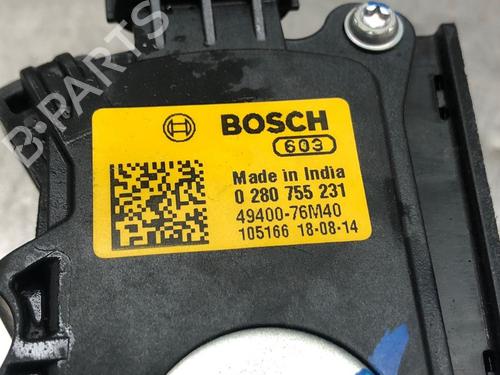 BOSCH
603
Made in India
0 280 755 231
49400-76M40
105166 18-08-14
B-PARTS